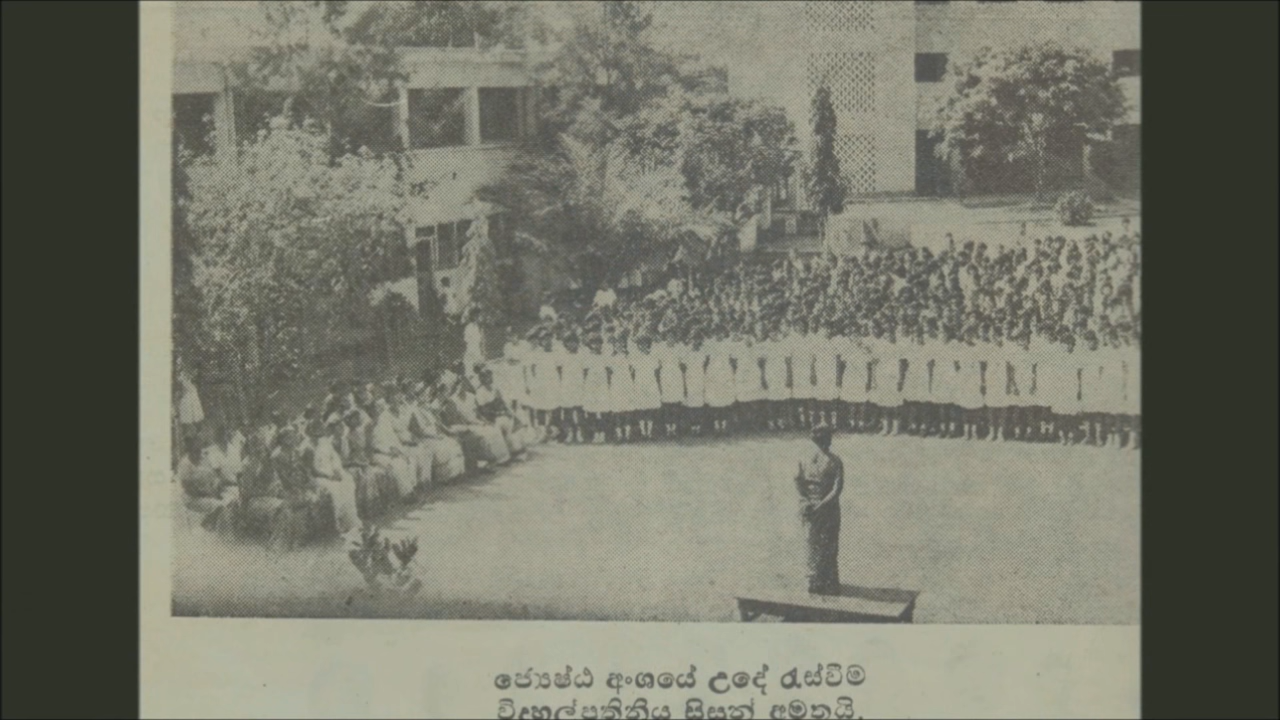 ජ්‍යෙෂ්ඨ අංශයේ උදේ රැස්වීම
විදුහල්පතිනිය සිසුන් අමතයි.